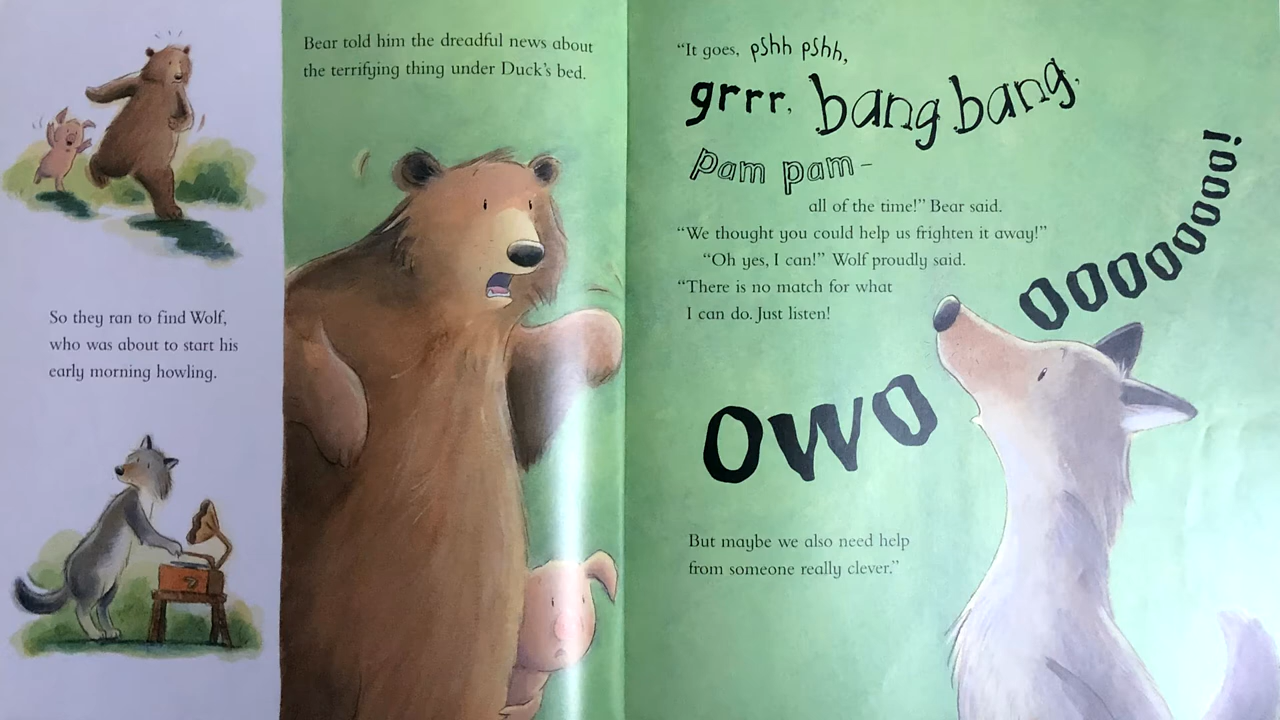 So they ran to find Wolf,
who was about to start his
early morning howling.
Bear told him the dreadful news about
the terrifying thing under Duck's bed.
“It goes, pshh pshh,
grrr, bang bang,
pam pam–
all of the time!” Bear said.
“We thought you could help us frighten it away!”
“Oh yes, I can!” Wolf proudly said.
“There is no match for what
I can do. Just listen!
OWO
OOOOOOOO!
But maybe we also need help
from someone really clever.”